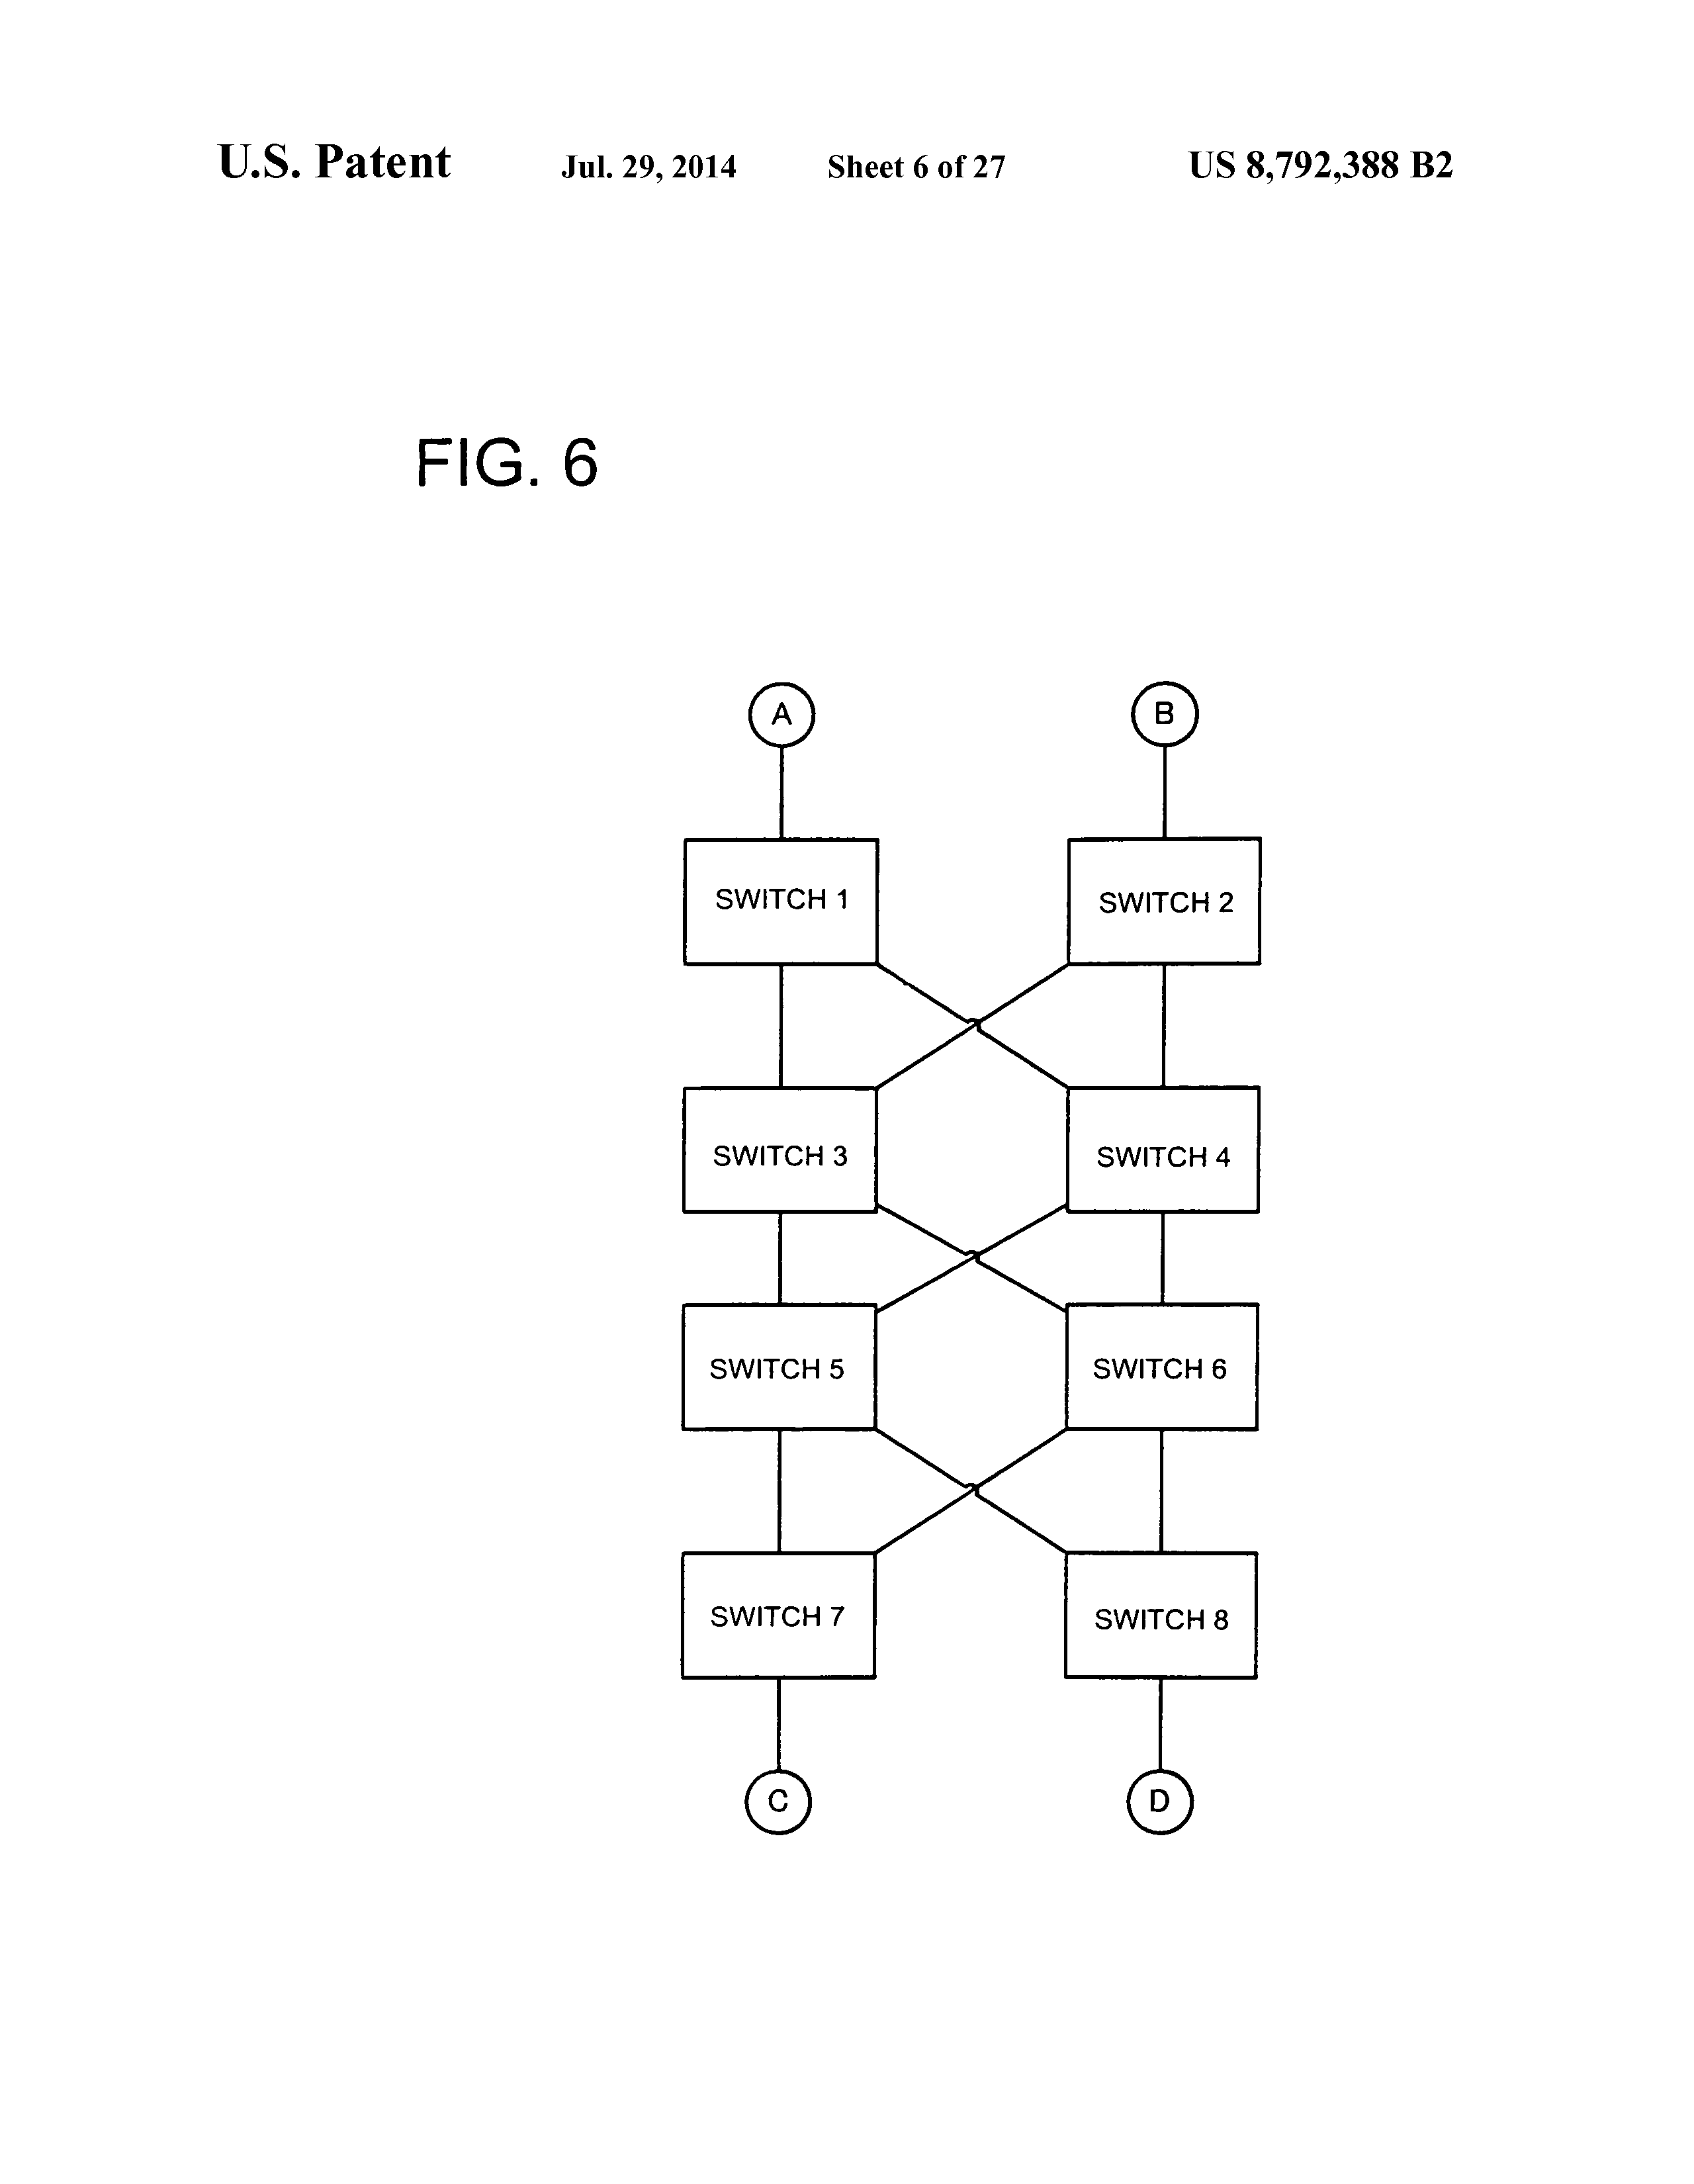 U.S. Patent Jul. 29, 2014 Sheet 6 of 27 US 8,792,388 B2
FIG. 6
A B
SWITCH 1 SWITCH 2
SWITCH 3 SWITCH 4
SWITCH 5 SWITCH 6
SWITCH 7 SWITCH 8
C D